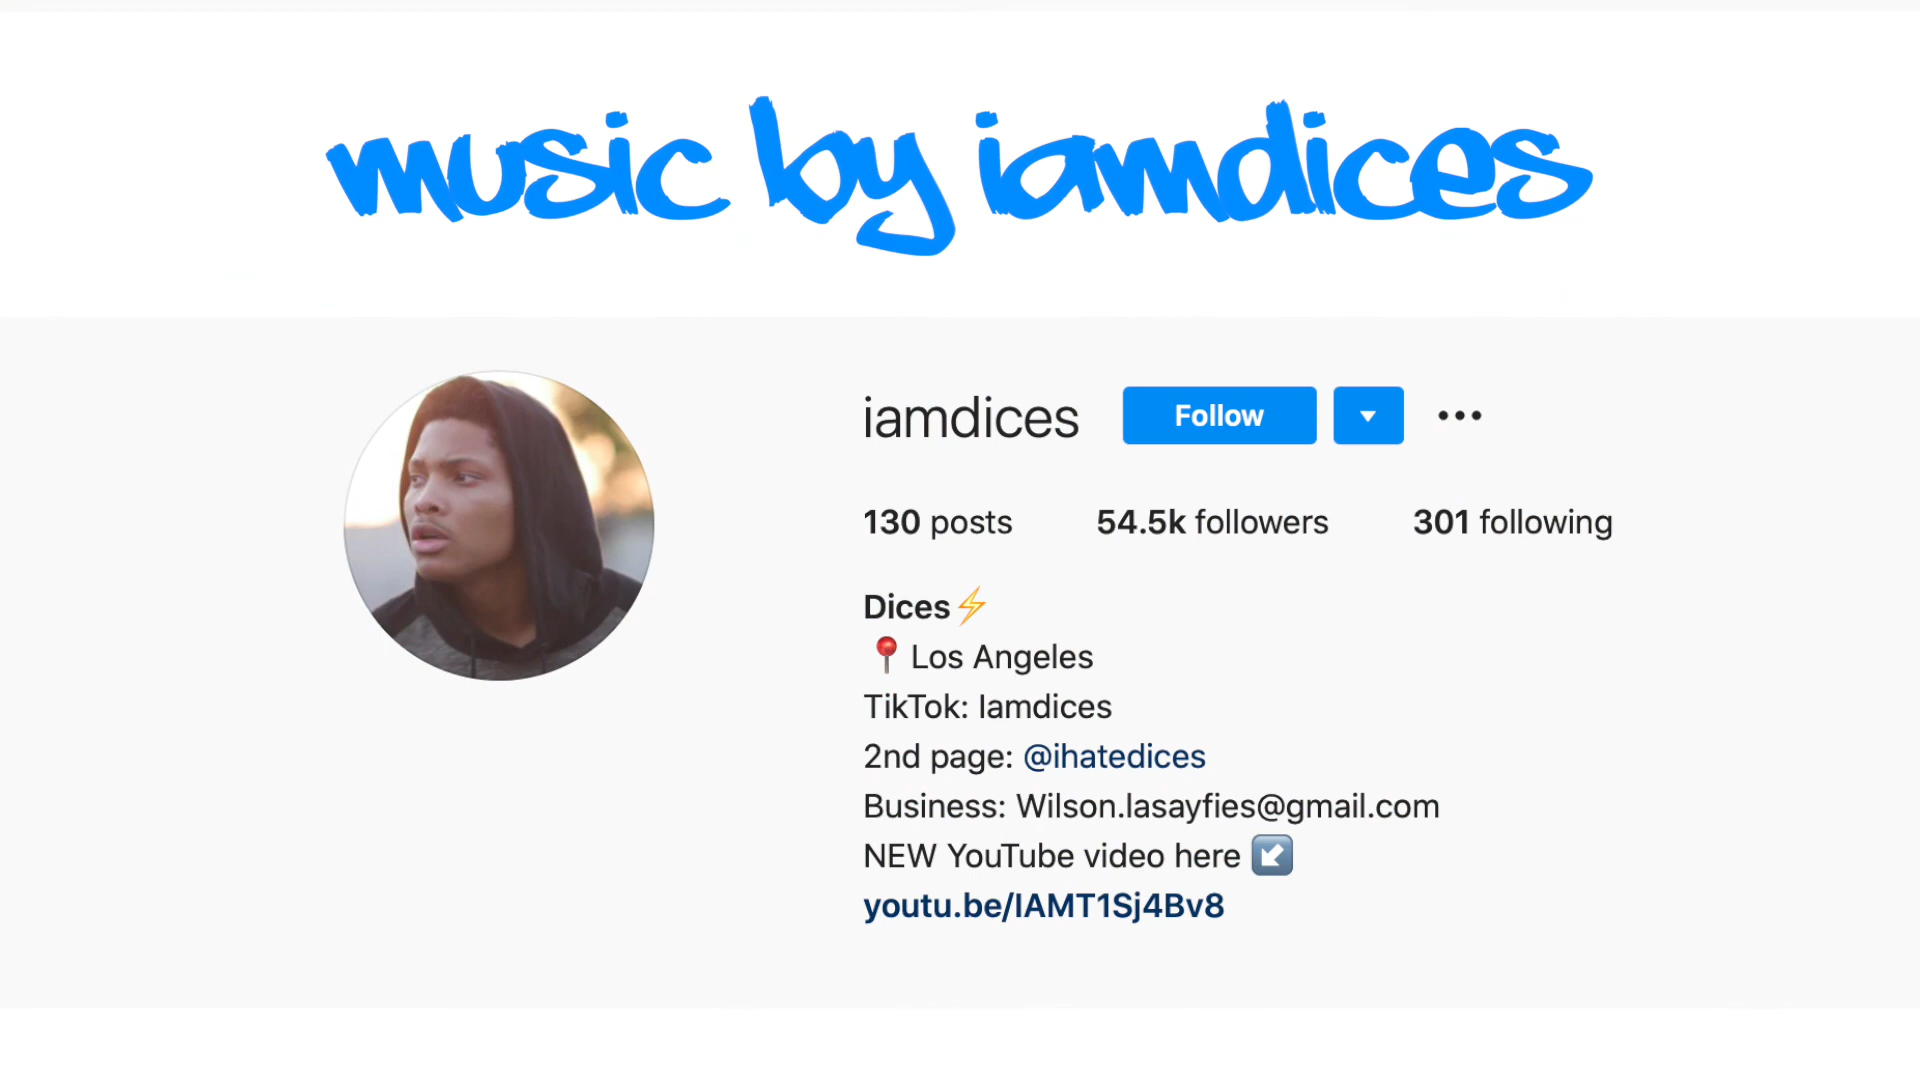 music by iamdices
iamdices Follow
130 posts 54.5k followers 301 following
Dices⚡
📍 Los Angeles
TikTok: Iamdices
2nd page: @ihatedices
Business: Wilson.lasayfies@gmail.com
NEW YouTube video here ↙️
youtu.be/IAMT1Sj4Bv8